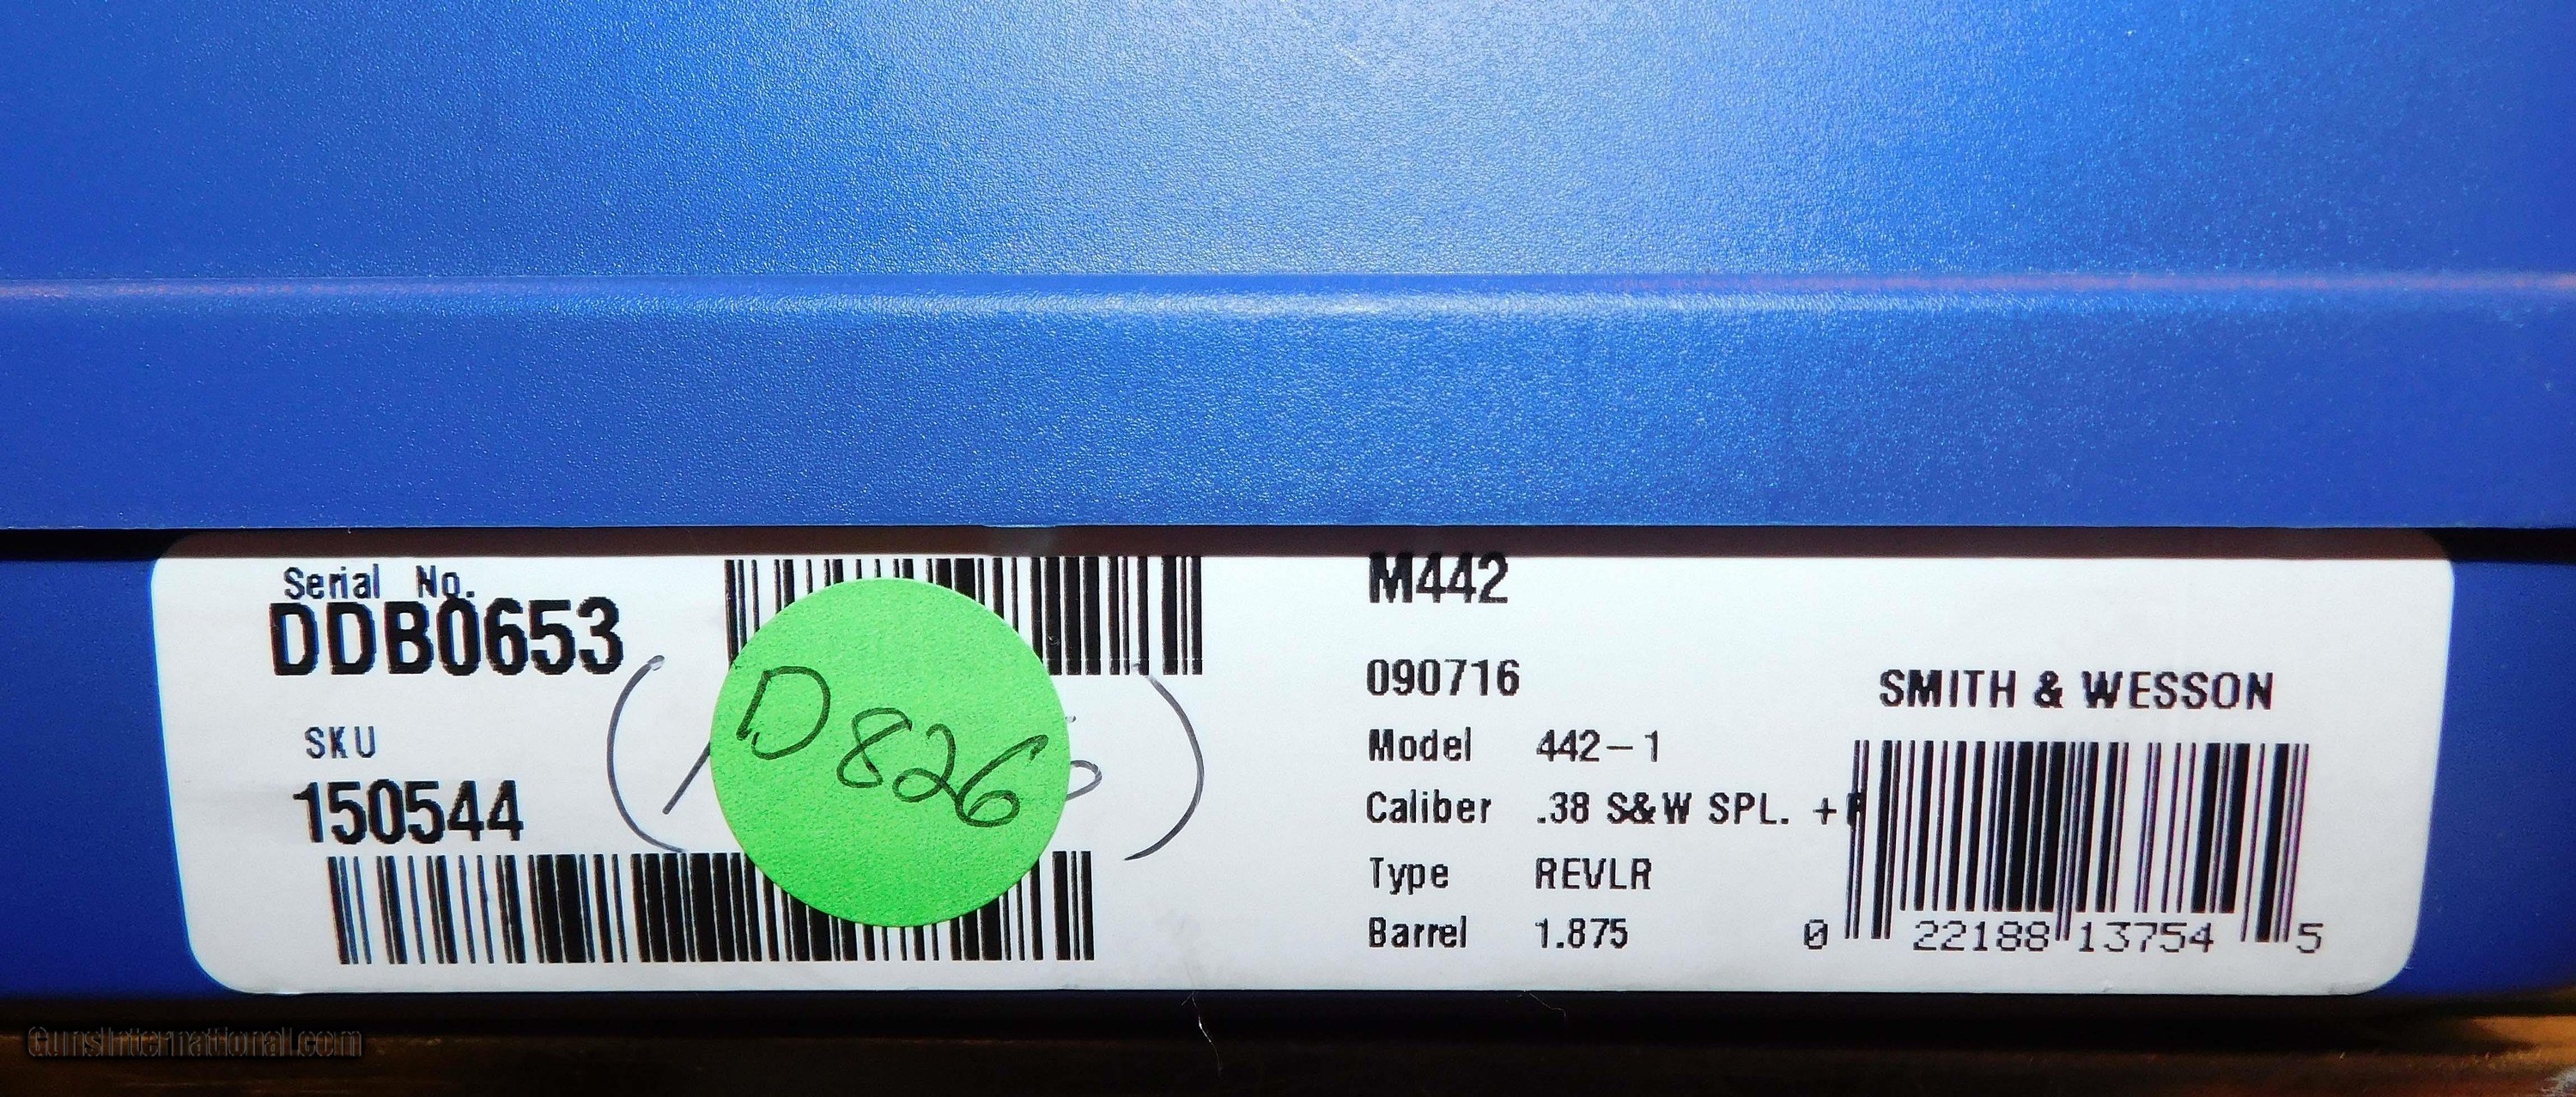 Serial No.
DDB0653
SKU
150544
D826
M442
090716
Model 442-1
Caliber .38 S&W SPL. +P
Type REVLR
Barrel 1.875
SMITH & WESSON
0 22188 13754 5
GunsInternational.com